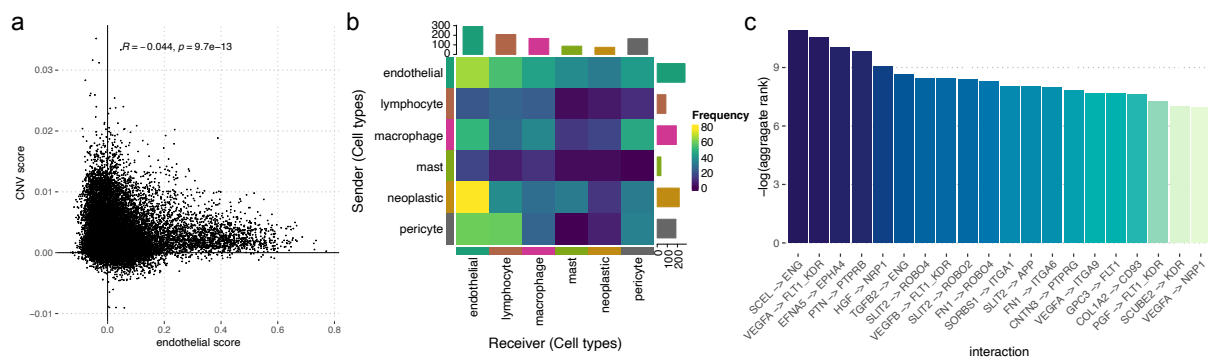 a
R = −0.044, p = 9.7e−13
CNV score
0.03
0.02
0.01
0.00
−0.01
0.0
0.2
0.4
0.6
0.8
endothelial score
b
300
200
100
0
Sender (Cell types)
endothelial
lymphocyte
macrophage
mast
neoplastic
pericyte
endothelial
lymphocyte
macrophage
mast
neoplastic
pericyte
Receiver (Cell types)
0
100
200
Frequency
80
60
40
20
0
c
−log(aggragate rank)
9
6
3
0
SCEL −> ENG
VEGFA −> FLT1_KDR
EFNA5 −> EPHA4
PTN −> PTPRB
HGF −> NRP1
TGFB2 −> ENG
SLIT2 −> ROBO4
VEGFB −> FLT1_KDR
SLIT2 −> ROBO2
FN1 −> ROBO4
SORBS1 −> ITGA1
SLIT2 −> APP
FN1 −> ITGA6
CNTN3 −> PTPRG
VEGFA −> ITGA9
GPC3 −> FLT1
COL1A2 −> CD93
PGF −> FLT1_KDR
SCUBE2 −> KDR
VEGFA −> NRP1
interaction